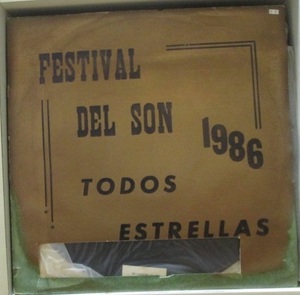 FESTIVAL
DEL SON
1986
TODOS
ESTRELLAS